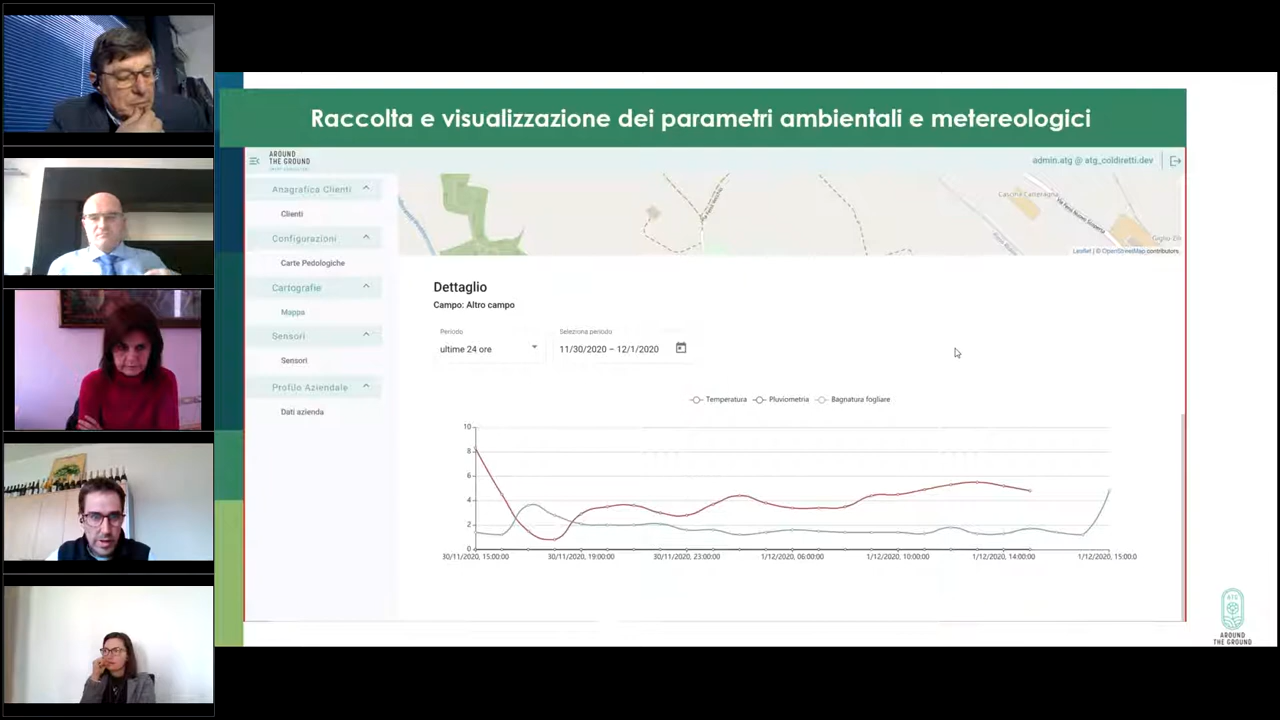 Raccolta e visualizzazione dei parametri ambientali e metereologici
AROUND
THE GROUND
admin.atg @ atg_coldiretti.dev
Anagrafica Clienti
Clienti
Configurazioni
Carte Pedologiche
Cartografie
Mappa
Sensori
Sensori
Profilo Aziendale
Dati azienda
Leaflet | © OpenStreetMap contributors
Dettaglio
Campo: Altro campo
Periodo
ultime 24 ore
Seleziona periodo
11/30/2020 – 12/1/2020
Temperatura
Pluviometria
Bagnatura fogliare
10
8
6
4
2
0
30/11/2020, 15:00:00
30/11/2020, 19:00:00
30/11/2020, 23:00:00
1/12/2020, 06:00:00
1/12/2020, 10:00:00
1/12/2020, 14:00:00
1/12/2020, 15:00:0
ATG
AROUND
THE GROUND